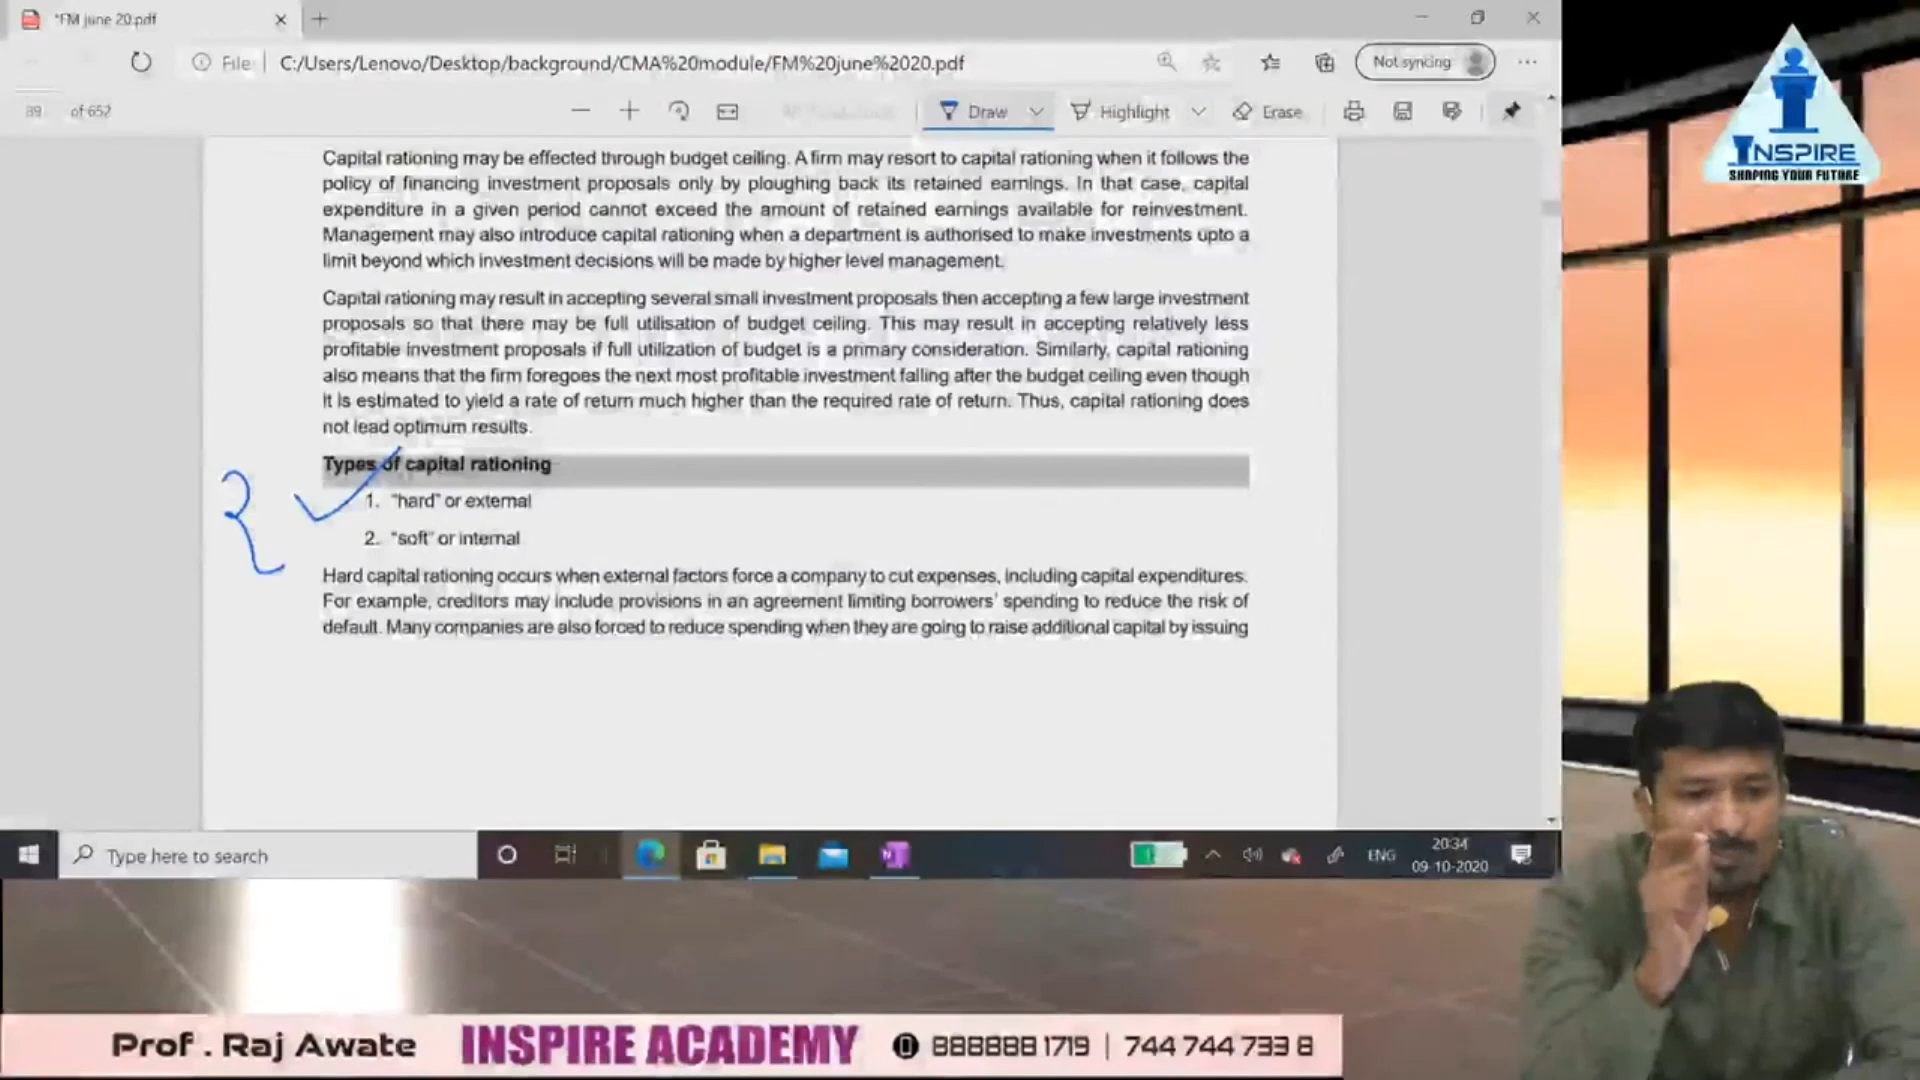 *FM june 20.pdf
File
C:/Users/Lenovo/Desktop/background/CMA%20module/FM%20june%2020.pdf
Not syncing
89 of 652
Draw
Highlight
Erase
INSPIRE
SHAPING YOUR FUTURE
Capital rationing may be effected through budget ceiling. A firm may resort to capital rationing when it follows the
policy of financing investment proposals only by ploughing back its retained earnings. In that case, capital
expenditure in a given period cannot exceed the amount of retained earnings available for reinvestment.
Management may also introduce capital rationing when a department is authorised to make investments upto a
limit beyond which investment decisions will be made by higher level management.
Capital rationing may result in accepting several small investment proposals then accepting a few large investment
proposals so that there may be full utilisation of budget ceiling. This may result in accepting relatively less
profitable investment proposals if full utilization of budget is a primary consideration. Similarly, capital rationing
also means that the firm foregoes the next most profitable investment falling after the budget ceiling even though
it is estimated to yield a rate of return much higher than the required rate of return. Thus, capital rationing does
not lead optimum results.
Types of capital rationing
1. "hard" or external
2. "soft" or internal
Hard capital rationing occurs when external factors force a company to cut expenses, including capital expenditures.
For example, creditors may include provisions in an agreement limiting borrowers' spending to reduce the risk of
default. Many companies are also forced to reduce spending when they are going to raise additional capital by issuing
Type here to search
ENG
20:34
09-10-2020
Prof . Raj Awate INSPIRE ACADEMY 888888 1719 | 744 744 733 8